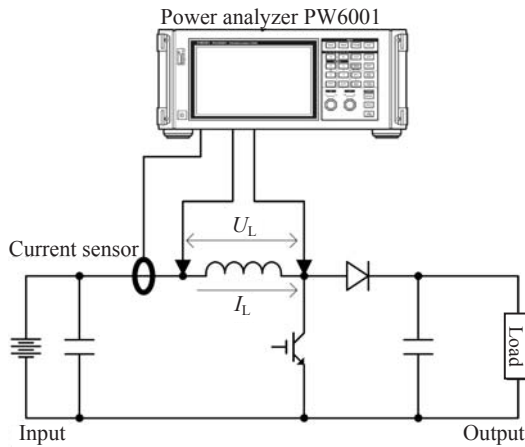 Power analyzer PW6001
U_L
Current sensor
I_L
Load
Input
Output